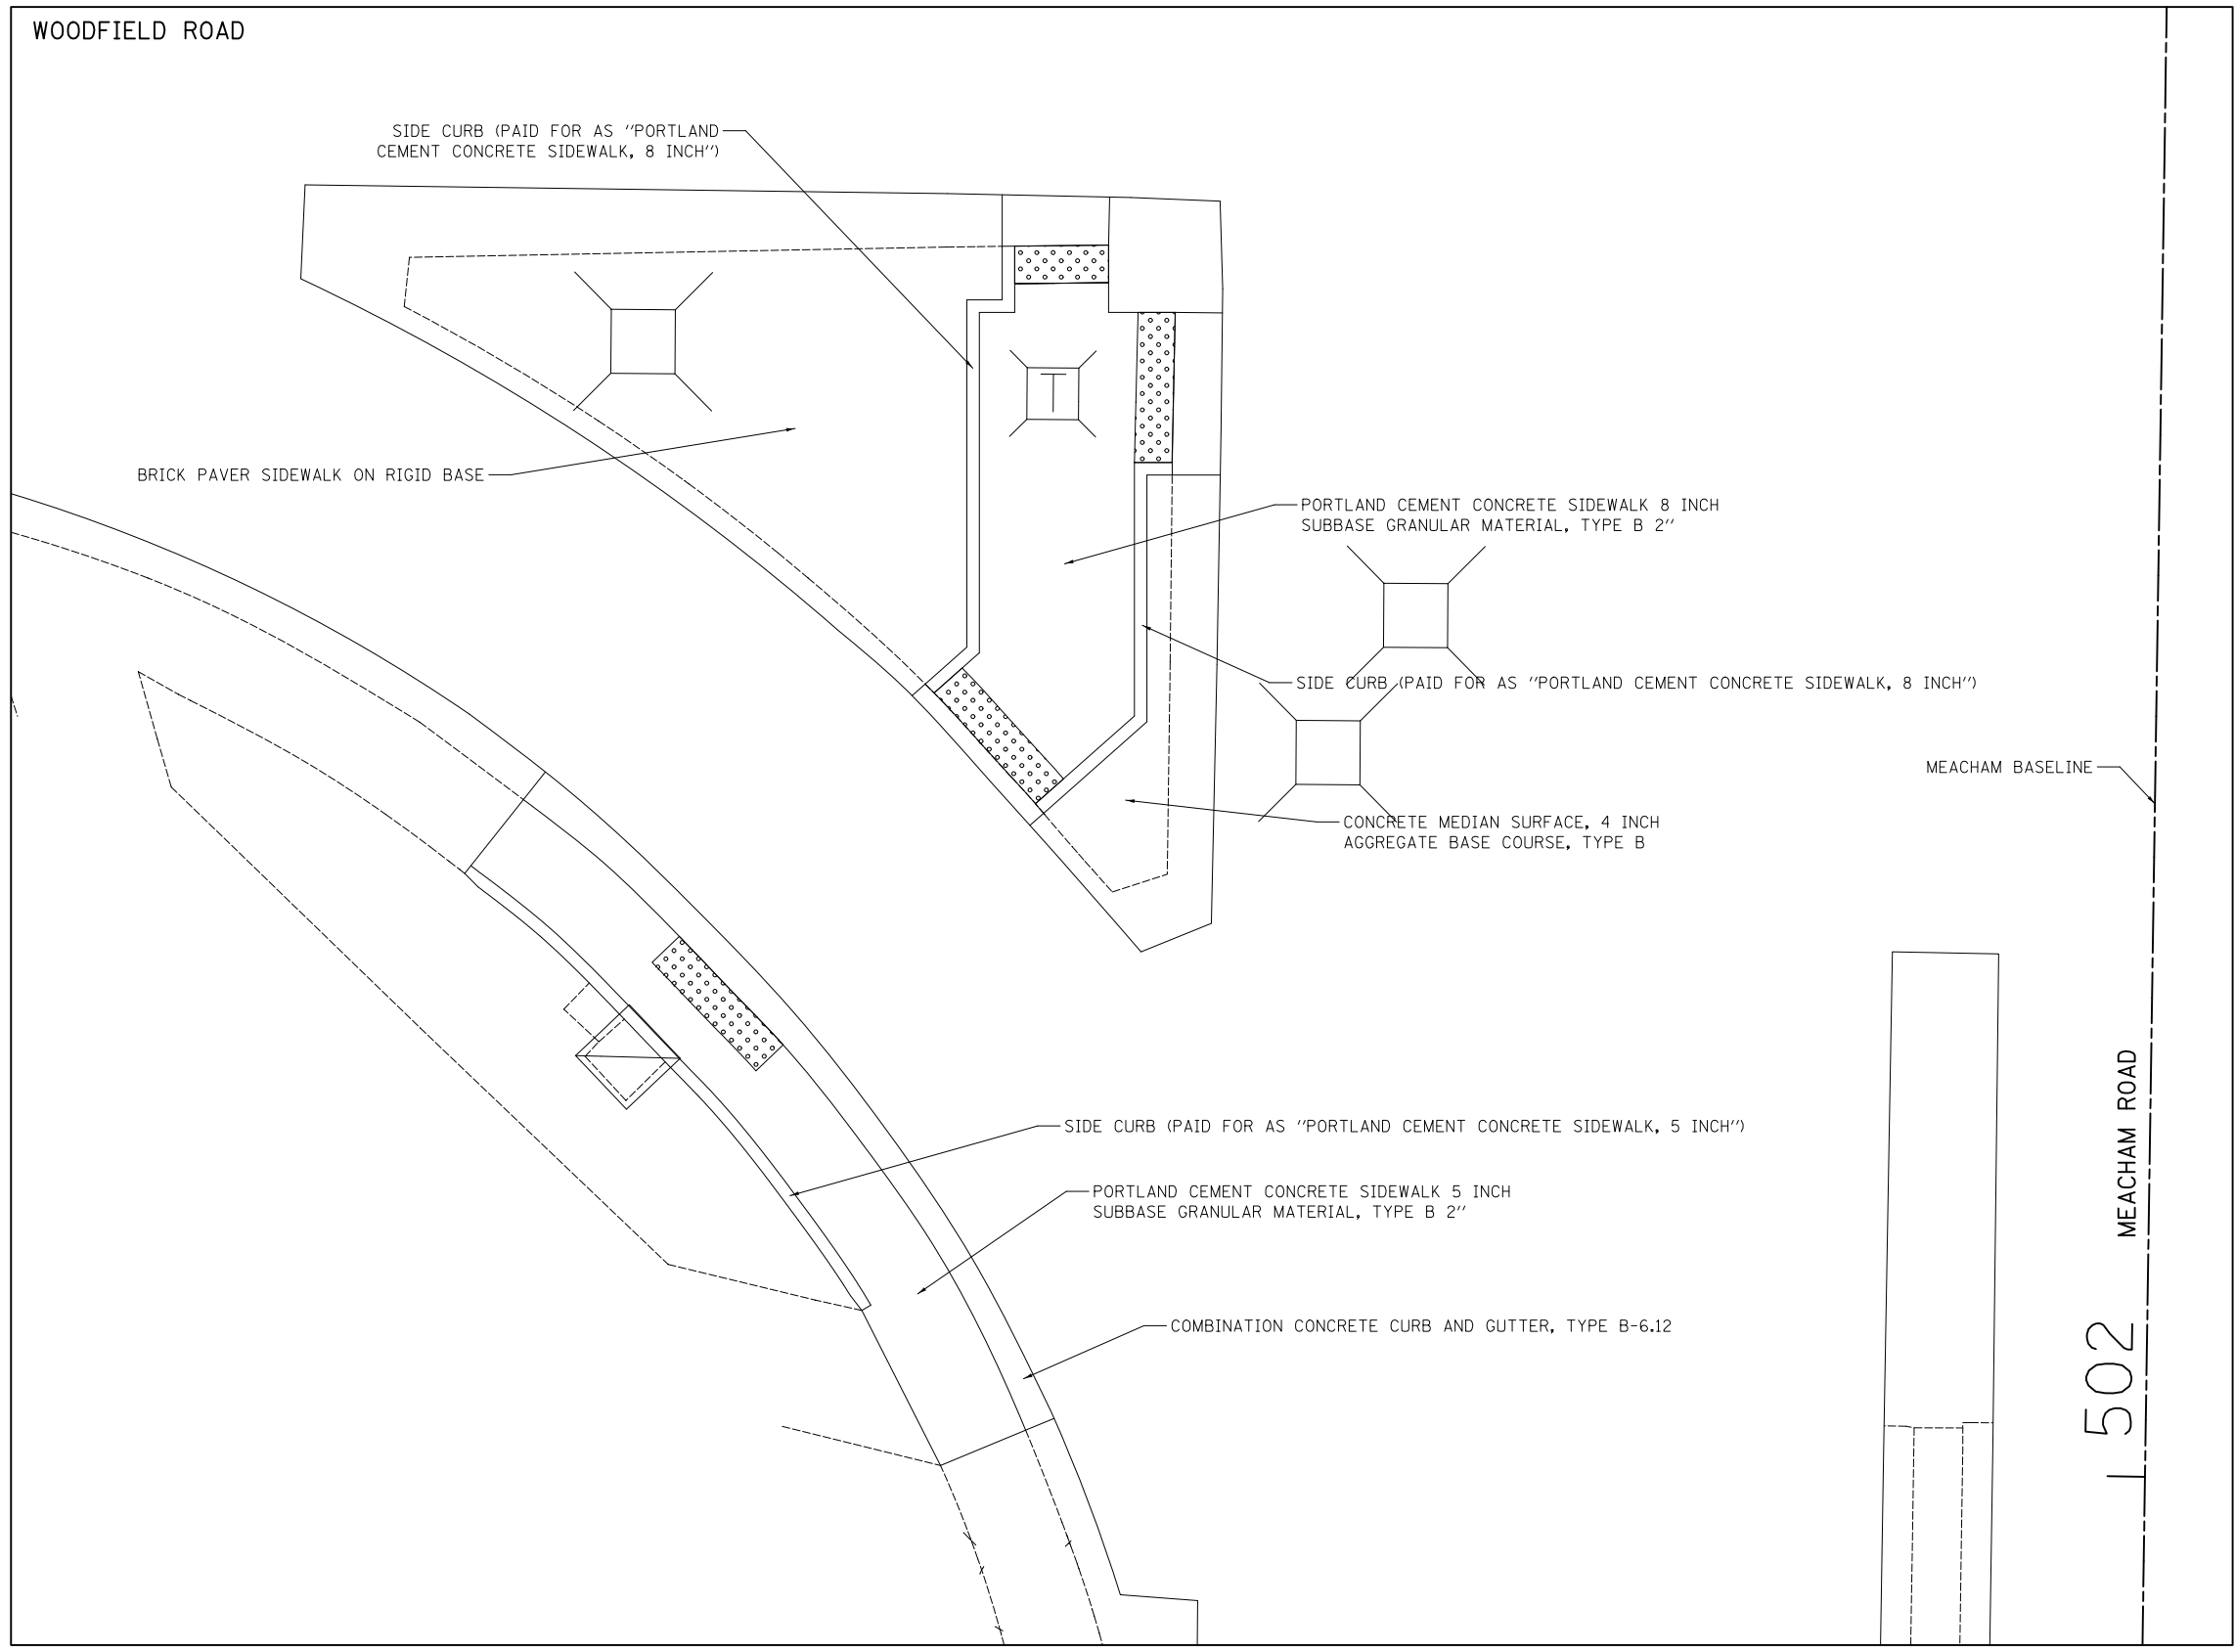 WOODFIELD ROAD
SIDE CURB (PAID FOR AS "PORTLAND
CEMENT CONCRETE SIDEWALK, 8 INCH")
T
BRICK PAVER SIDEWALK ON RIGID BASE
PORTLAND CEMENT CONCRETE SIDEWALK 8 INCH
SUBBASE GRANULAR MATERIAL, TYPE B 2"
SIDE CURB (PAID FOR AS "PORTLAND CEMENT CONCRETE SIDEWALK, 8 INCH")
MEACHAM BASELINE
CONCRETE MEDIAN SURFACE, 4 INCH
AGGREGATE BASE COURSE, TYPE B
SIDE CURB (PAID FOR AS "PORTLAND CEMENT CONCRETE SIDEWALK, 5 INCH")
MEACHAM ROAD
PORTLAND CEMENT CONCRETE SIDEWALK 5 INCH
SUBBASE GRANULAR MATERIAL, TYPE B 2"
COMBINATION CONCRETE CURB AND GUTTER, TYPE B-6.12
502